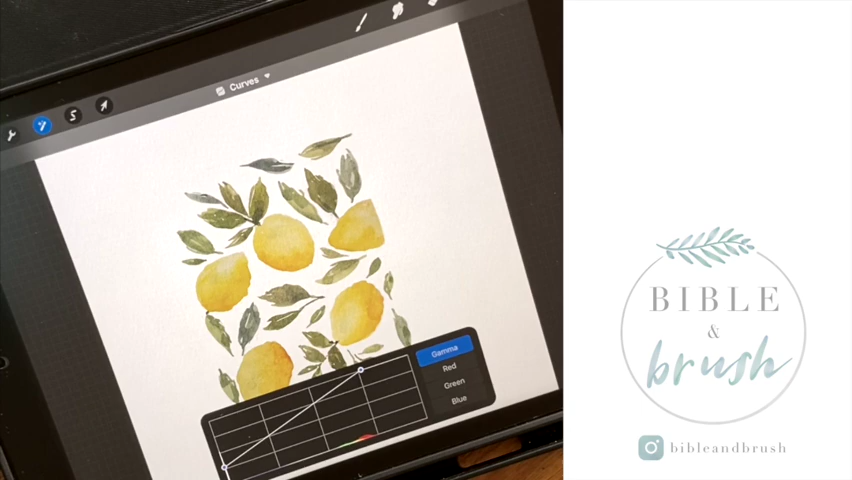 Curves
Gamma
Red
Green
Blue
BIBLE
&
brush
bibleandbrush